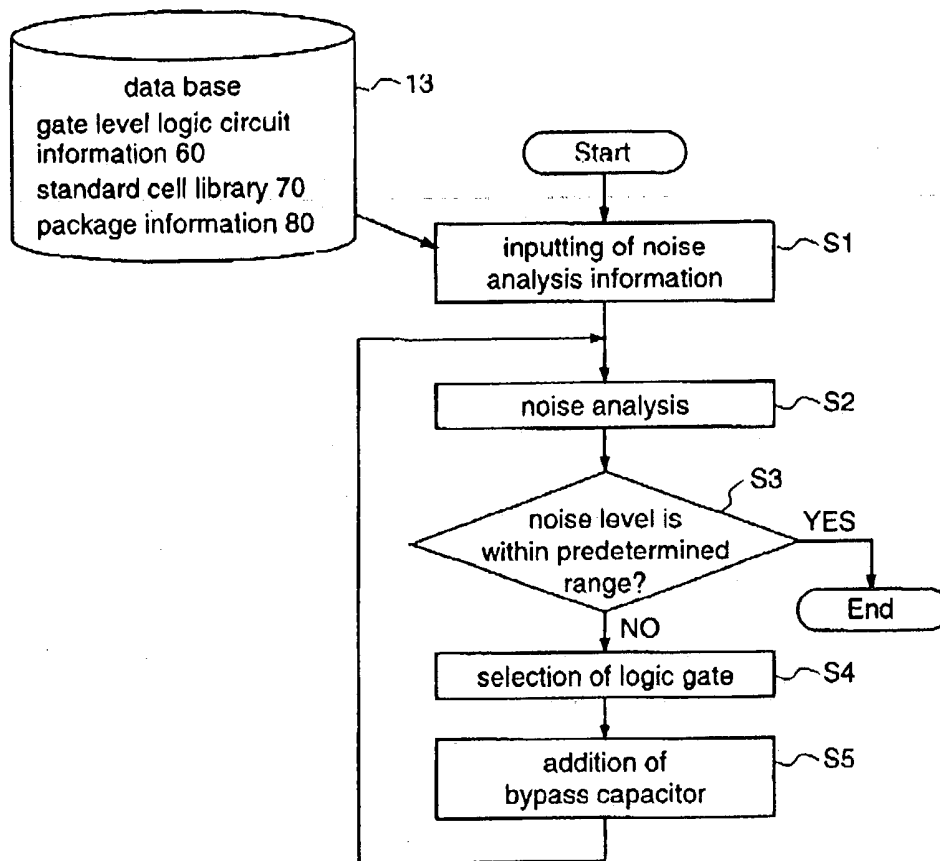 data base
gate level logic circuit
information 60
standard cell library 70
package information 80
13
Start
inputting of noise
analysis information
S1
noise analysis
S2
S3
noise level is
within predetermined
range?
YES
End
NO
selection of logic gate
S4
addition of
bypass capacitor
S5